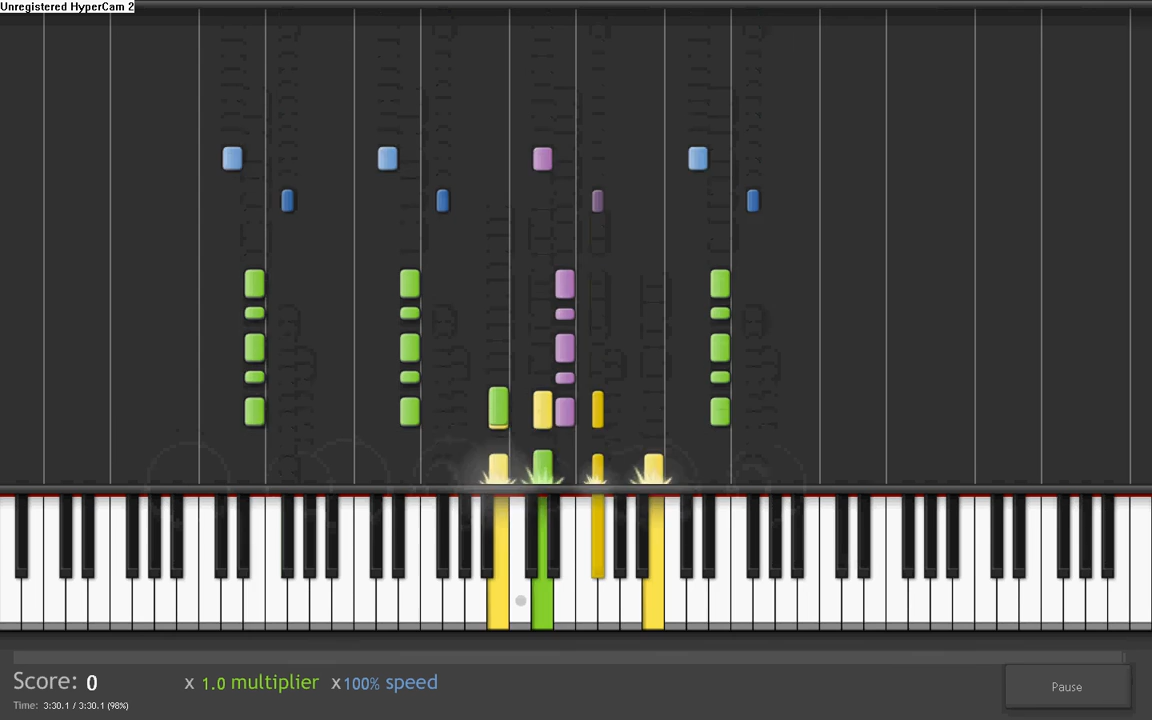 Unregistered HyperCam 2
Score: 0 x 1.0 multiplier x100% speed
Time: 3:30.1 / 3:30.1 (98%)
Pause